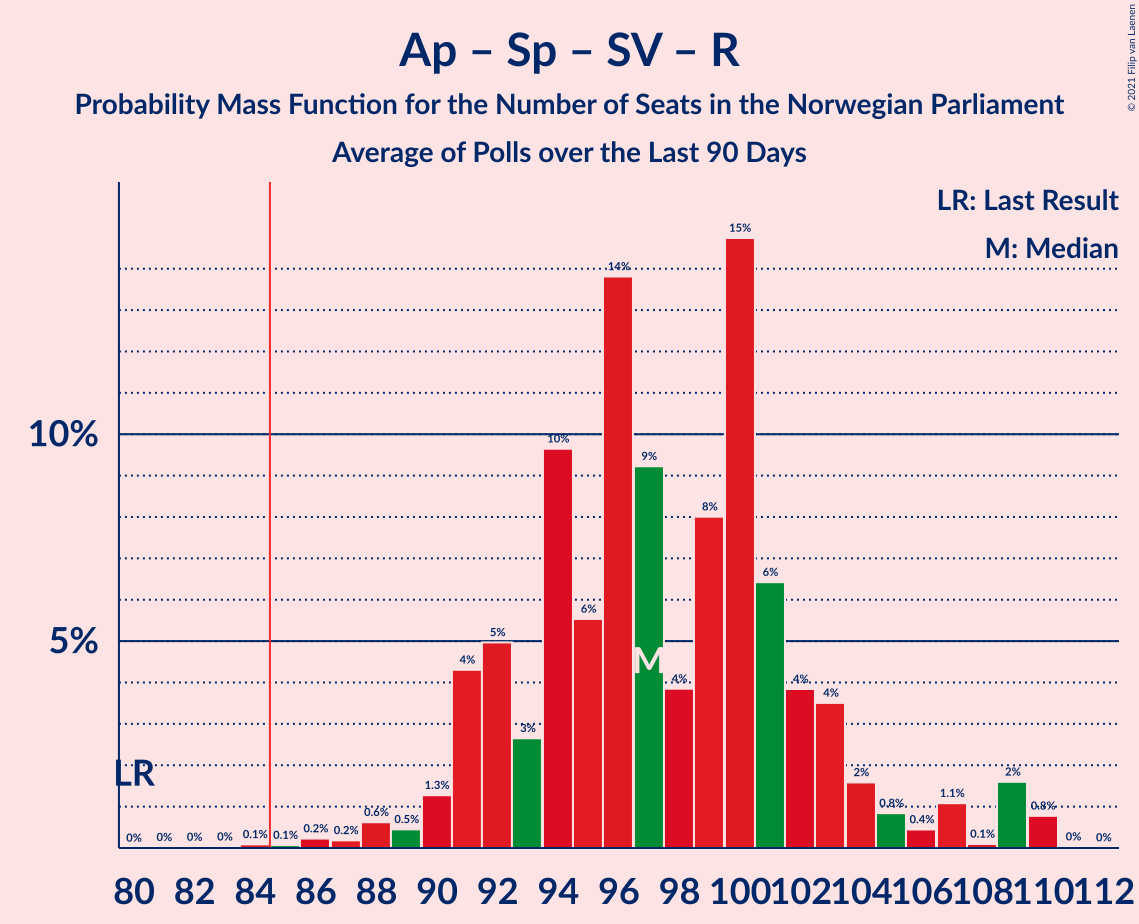 Ap – Sp – SV – R
Probability Mass Function for the Number of Seats in the Norwegian Parliament
Average of Polls over the Last 90 Days
© 2021 Filip van Laenen
LR: Last Result
M: Median
15%
14%
10%
10%
9%
8%
6%
6%
5%
5%
M
4%
4%
4%
4%
3%
LR
2%
2%
1.3%
1.1%
0.8%
0.8%
0.6%
0.5%
0.4%
0% 0% 0% 0% 0.1% 0.1% 0.2% 0.2% 0.1% 0% 0%
80 82 84 86 88 90 92 94 96 98 100 102 104 106 108 110 112